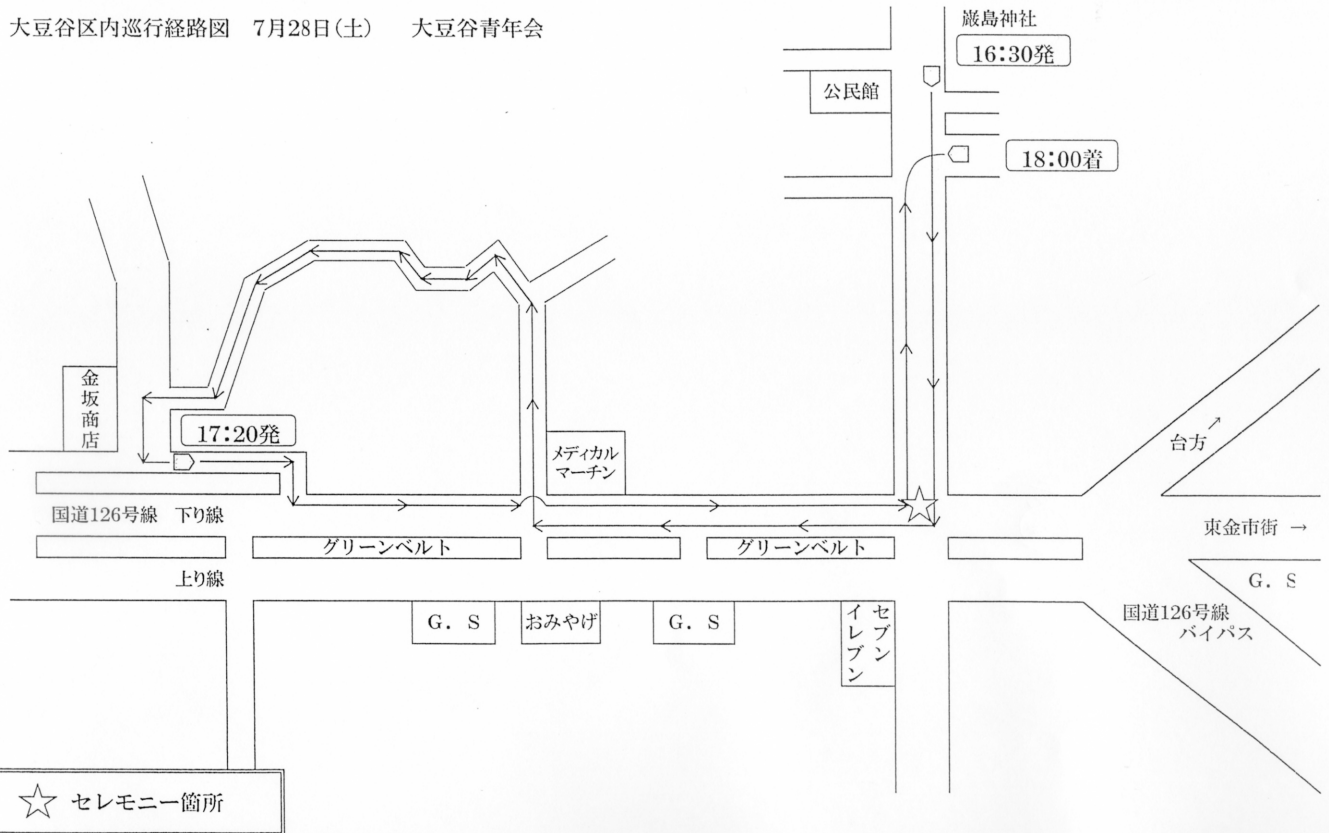 大豆谷区内巡行経路図 7月28日(土) 大豆谷青年会
巌島神社
16:30発
公民館
18:00着
金坂商店
17:20発
メディカル
マーチン
台方 →
国道126号線 下り線
東金市街 →
グリーンベルト
グリーンベルト
上り線
G. S
G. S
おみやげ
G. S
セブン
イレブン
国道126号線
バイパス
☆ セレモニー箇所